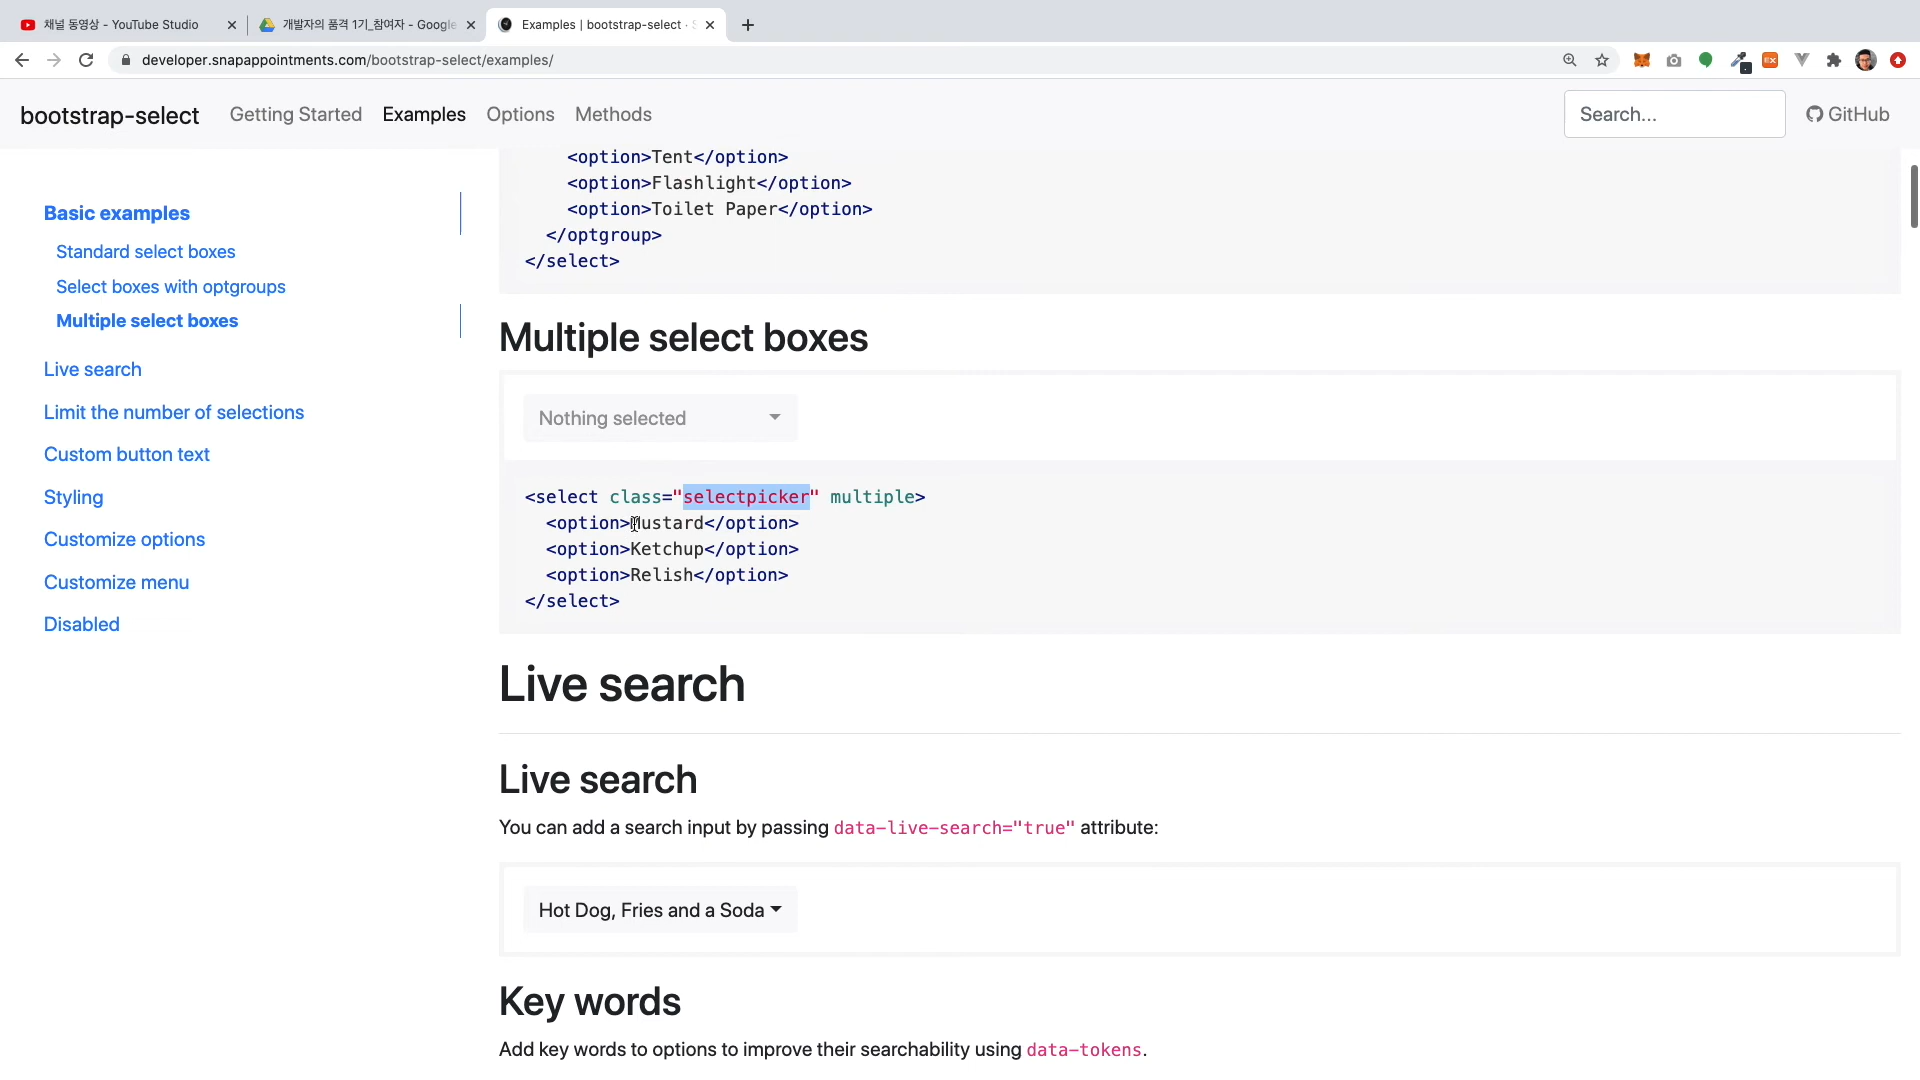 채널 동영상 - YouTube Studio
개발자의 품격 1기_참여자 - Google
Examples | bootstrap-select ·
developer.snapappointments.com/bootstrap-select/examples/
bootstrap-select
Getting Started
Examples
Options
Methods
Search...
GitHub
Basic examples
Standard select boxes
Select boxes with optgroups
Multiple select boxes
Live search
Limit the number of selections
Custom button text
Styling
Customize options
Customize menu
Disabled
<option>Tent</option>
<option>Flashlight</option>
<option>Toilet Paper</option>
</optgroup>
</select>
Multiple select boxes
Nothing selected
<select class="selectpicker" multiple>
<option>Mustard</option>
<option>Ketchup</option>
<option>Relish</option>
</select>
Live search
Live search
You can add a search input by passing data-live-search="true" attribute:
Hot Dog, Fries and a Soda
Key words
Add key words to options to improve their searchability using data-tokens.